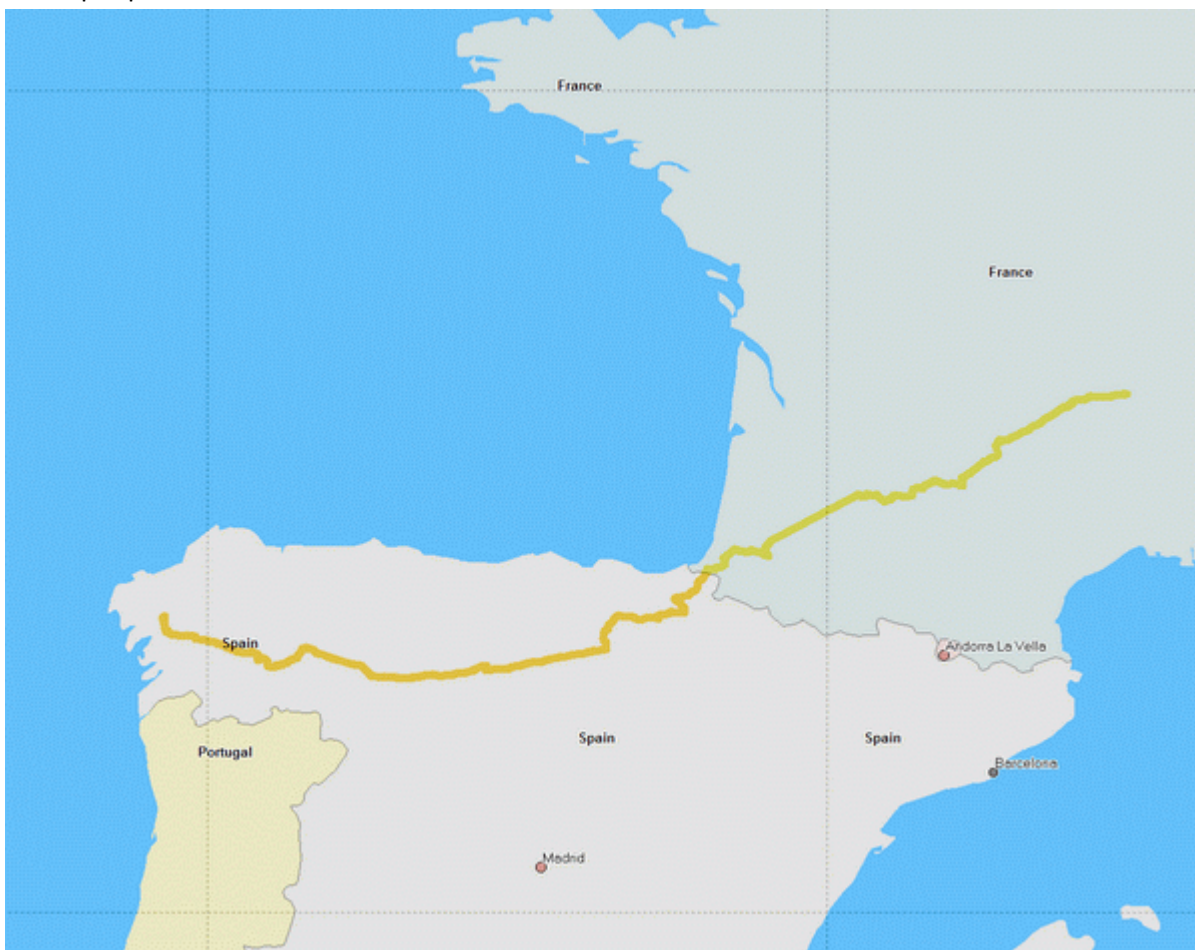 France
France
Spain
Andorra La Vella
Spain
Spain
Portugal
Barcelona
Madrid